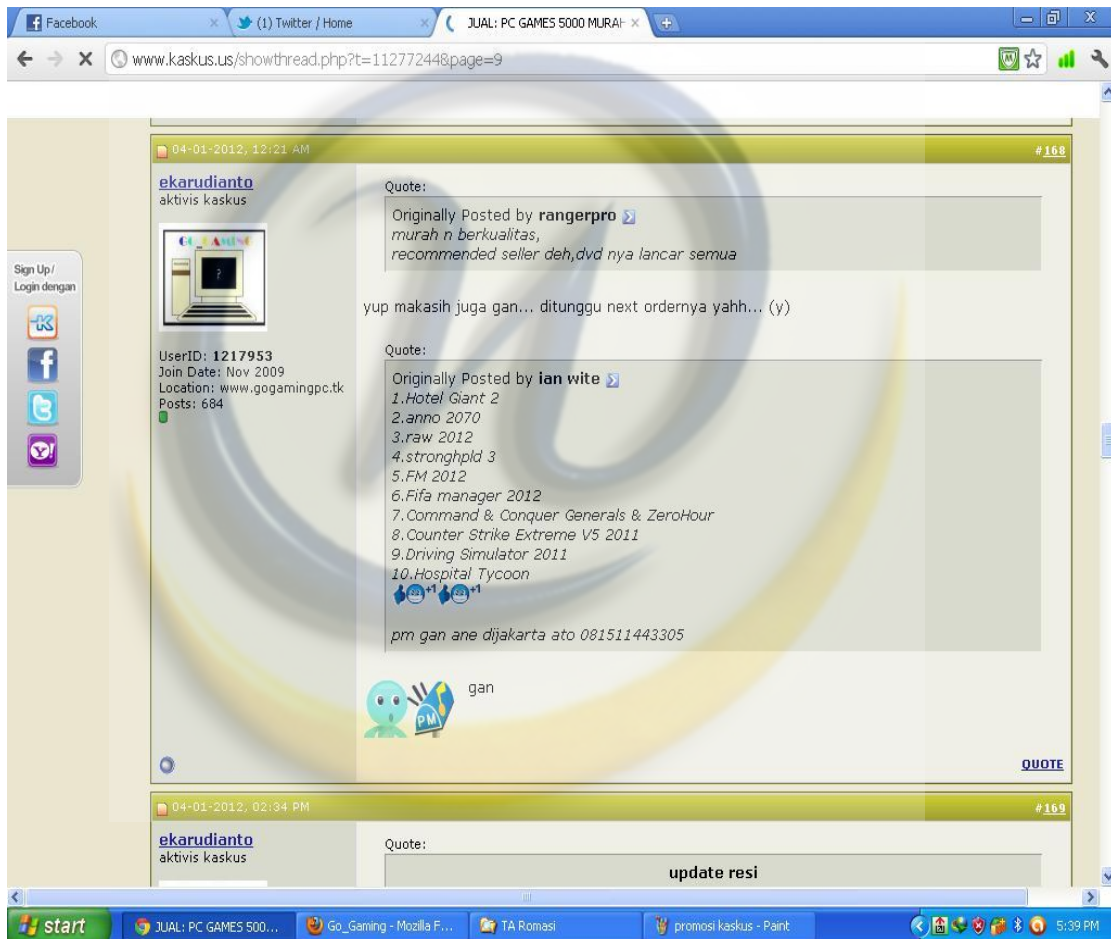 Facebook
(1) Twitter / Home
JUAL: PC GAMES 5000 MURAH
www.kaskus.us/showthread.php?t=11277244&page=9
04-01-2012, 12:21 AM
#168
ekarudianto
aktivis kaskus
GO_GAMING
?
UserID: 1217953
Join Date: Nov 2009
Location: www.gogamingpc.tk
Posts: 684
Quote:
Originally Posted by rangerpro
murah n berkualitas,
recommended seller deh,dvd nya lancar semua
yup makasih juga gan... ditunggu next ordernya yahh... (y)
Quote:
Originally Posted by ian wite
1.Hotel Giant 2
2.anno 2070
3.raw 2012
4.stronghpld 3
5.FM 2012
6.Fifa manager 2012
7.Command & Conquer Generals & ZeroHour
8.Counter Strike Extreme V5 2011
9.Driving Simulator 2011
10.Hospital Tycoon
+1 +1
pm gan ane dijakarta ato 081511443305
PM
gan
QUOTE
Sign Up/
Login dengan
04-01-2012, 02:34 PM
#169
ekarudianto
aktivis kaskus
Quote:
update resi
start
JUAL: PC GAMES 500...
Go_Gaming - Mozilla F...
TA Romasi
promosi kaskus - Paint
5:39 PM